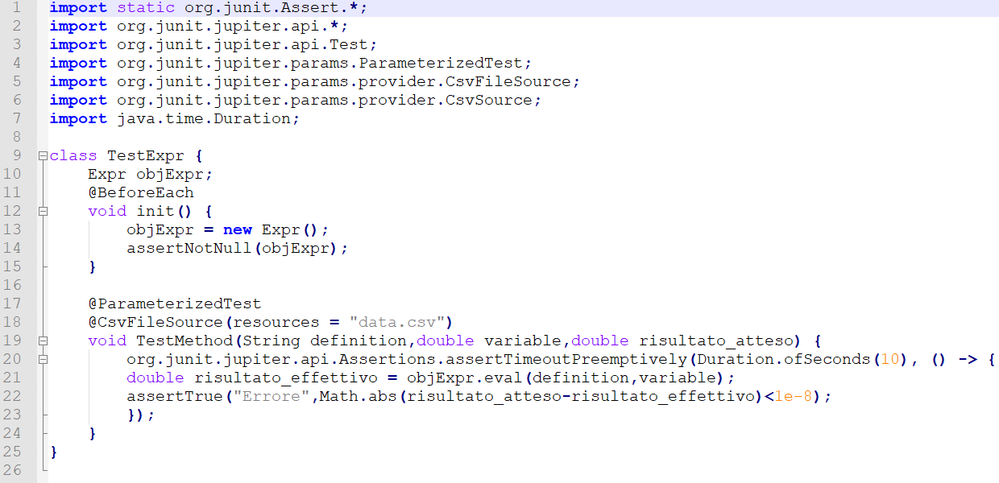 1 import static org.junit.Assert.*;
2 import org.junit.jupiter.api.*;
3 import org.junit.jupiter.api.Test;
4 import org.junit.jupiter.params.ParameterizedTest;
5 import org.junit.jupiter.params.provider.CsvFileSource;
6 import org.junit.jupiter.params.provider.CsvSource;
7 import java.time.Duration;
8
9 class TestExpr {
10     Expr objExpr;
11     @BeforeEach
12     void init() {
13         objExpr = new Expr();
14         assertNotNull(objExpr);
15     }
16
17     @ParameterizedTest
18     @CsvFileSource(resources = "data.csv")
19     void TestMethod(String definition,double variable,double risultato_atteso) {
20         org.junit.jupiter.api.Assertions.assertTimeoutPreemptively(Duration.ofSeconds(10), () -> {
21         double risultato_effettivo = objExpr.eval(definition,variable);
22         assertTrue("Errore",Math.abs(risultato_atteso-risultato_effettivo)<1e-8);
23         });
24     }
25 }
26